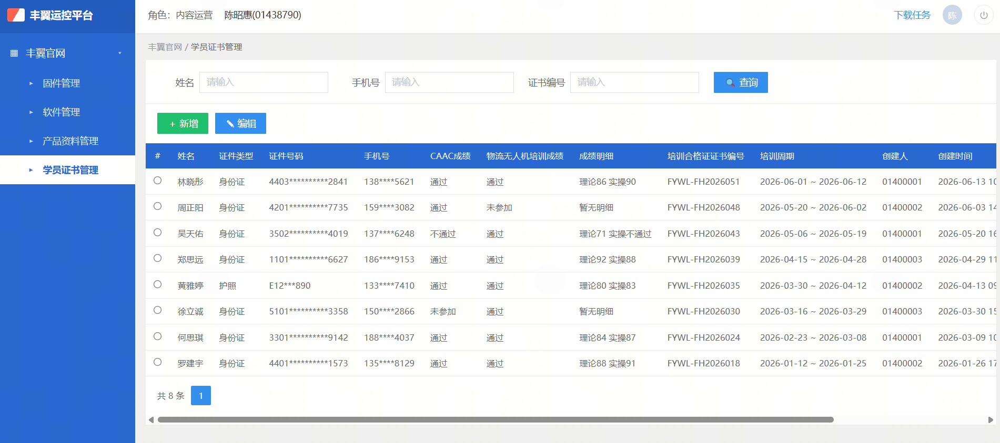 丰翼运控平台
角色：内容运营 陈昭惠(01438790) 下载任务 陈
丰翼官网
固件管理
软件管理
产品资料管理
学员证书管理
丰翼官网 / 学员证书管理
姓名 请输入 手机号 请输入 证书编号 请输入 查询
+ 新增 编辑
# 姓名 证件类型 证件号码 手机号 CAAC成绩 物流无人机培训成绩 成绩明细 培训合格证证书编号 培训周期 创建人 创建时间
林晓彤 身份证 4403**********2841 138****5621 通过 通过 理论86 实操90 FYWL-FH2026051 2026-06-01 ~ 2026-06-12 01400001 2026-06-13 10
周正阳 身份证 4201**********7735 159****3082 通过 未参加 暂无明细 FYWL-FH2026048 2026-05-20 ~ 2026-06-02 01400002 2026-06-03 14
吴天佑 身份证 3502**********4019 137****6248 不通过 通过 理论71 实操不通过 FYWL-FH2026043 2026-05-06 ~ 2026-05-19 01400001 2026-05-20 16
郑思远 身份证 1101**********6627 186****9153 通过 通过 理论92 实操88 FYWL-FH2026039 2026-04-15 ~ 2026-04-28 01400003 2026-04-29 11
黄雅婷 护照 E12***890 133****7410 通过 通过 理论80 实操83 FYWL-FH2026035 2026-03-30 ~ 2026-04-12 01400002 2026-04-13 09
徐立诚 身份证 5101**********3358 150****2866 未参加 通过 暂无明细 FYWL-FH2026030 2026-03-16 ~ 2026-03-29 01400003 2026-03-30 15
何思琪 身份证 3301**********9142 188****4037 通过 通过 理论84 实操87 FYWL-FH2026024 2026-02-23 ~ 2026-03-08 01400001 2026-03-09 10
罗建宇 身份证 4401**********1573 135****8129 通过 通过 理论88 实操91 FYWL-FH2026018 2026-01-12 ~ 2026-01-25 01400002 2026-01-26 17
共 8 条 1